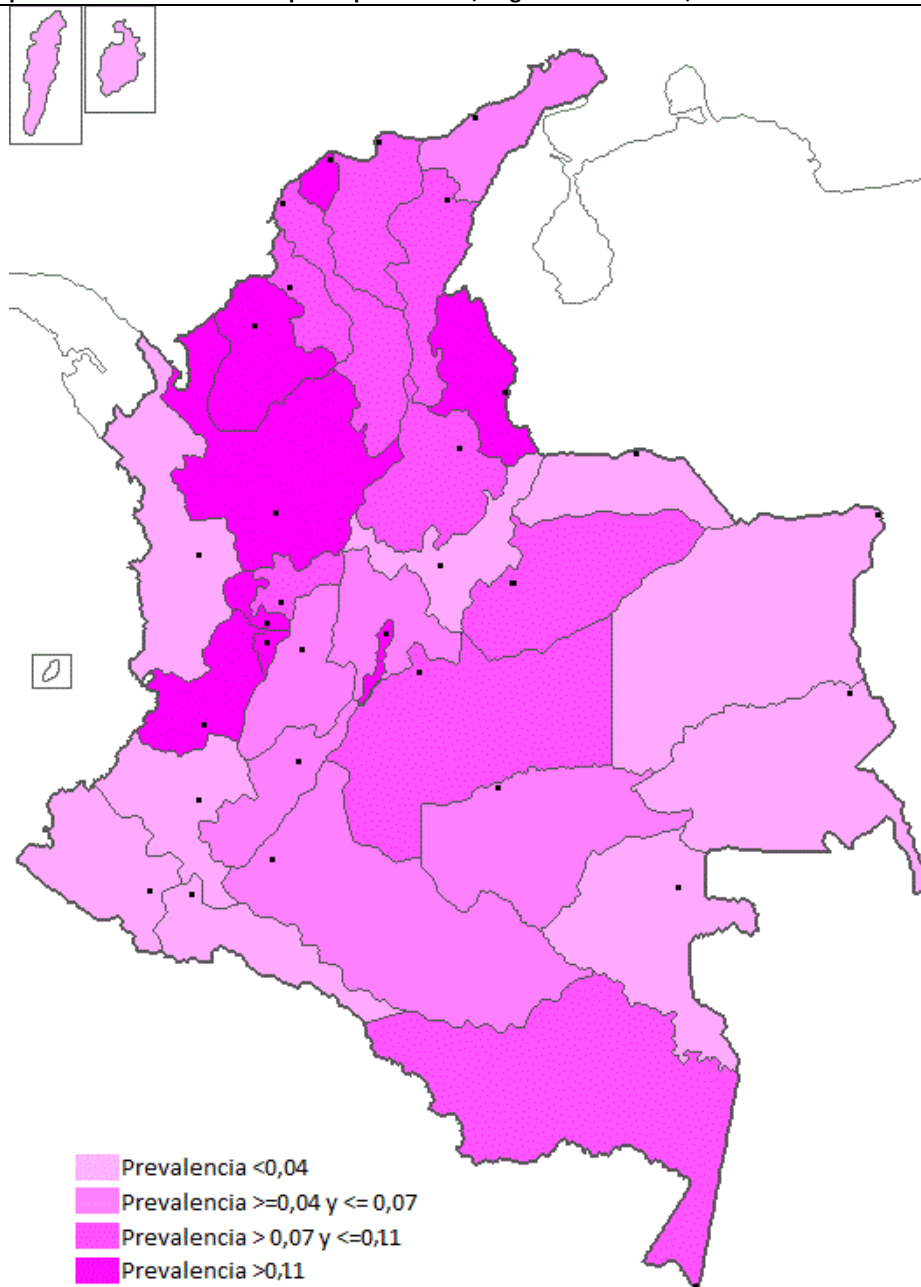 Prevalencia <0,04
Prevalencia >=0,04 y <= 0,07
Prevalencia > 0,07 y <=0,11
Prevalencia >0,11